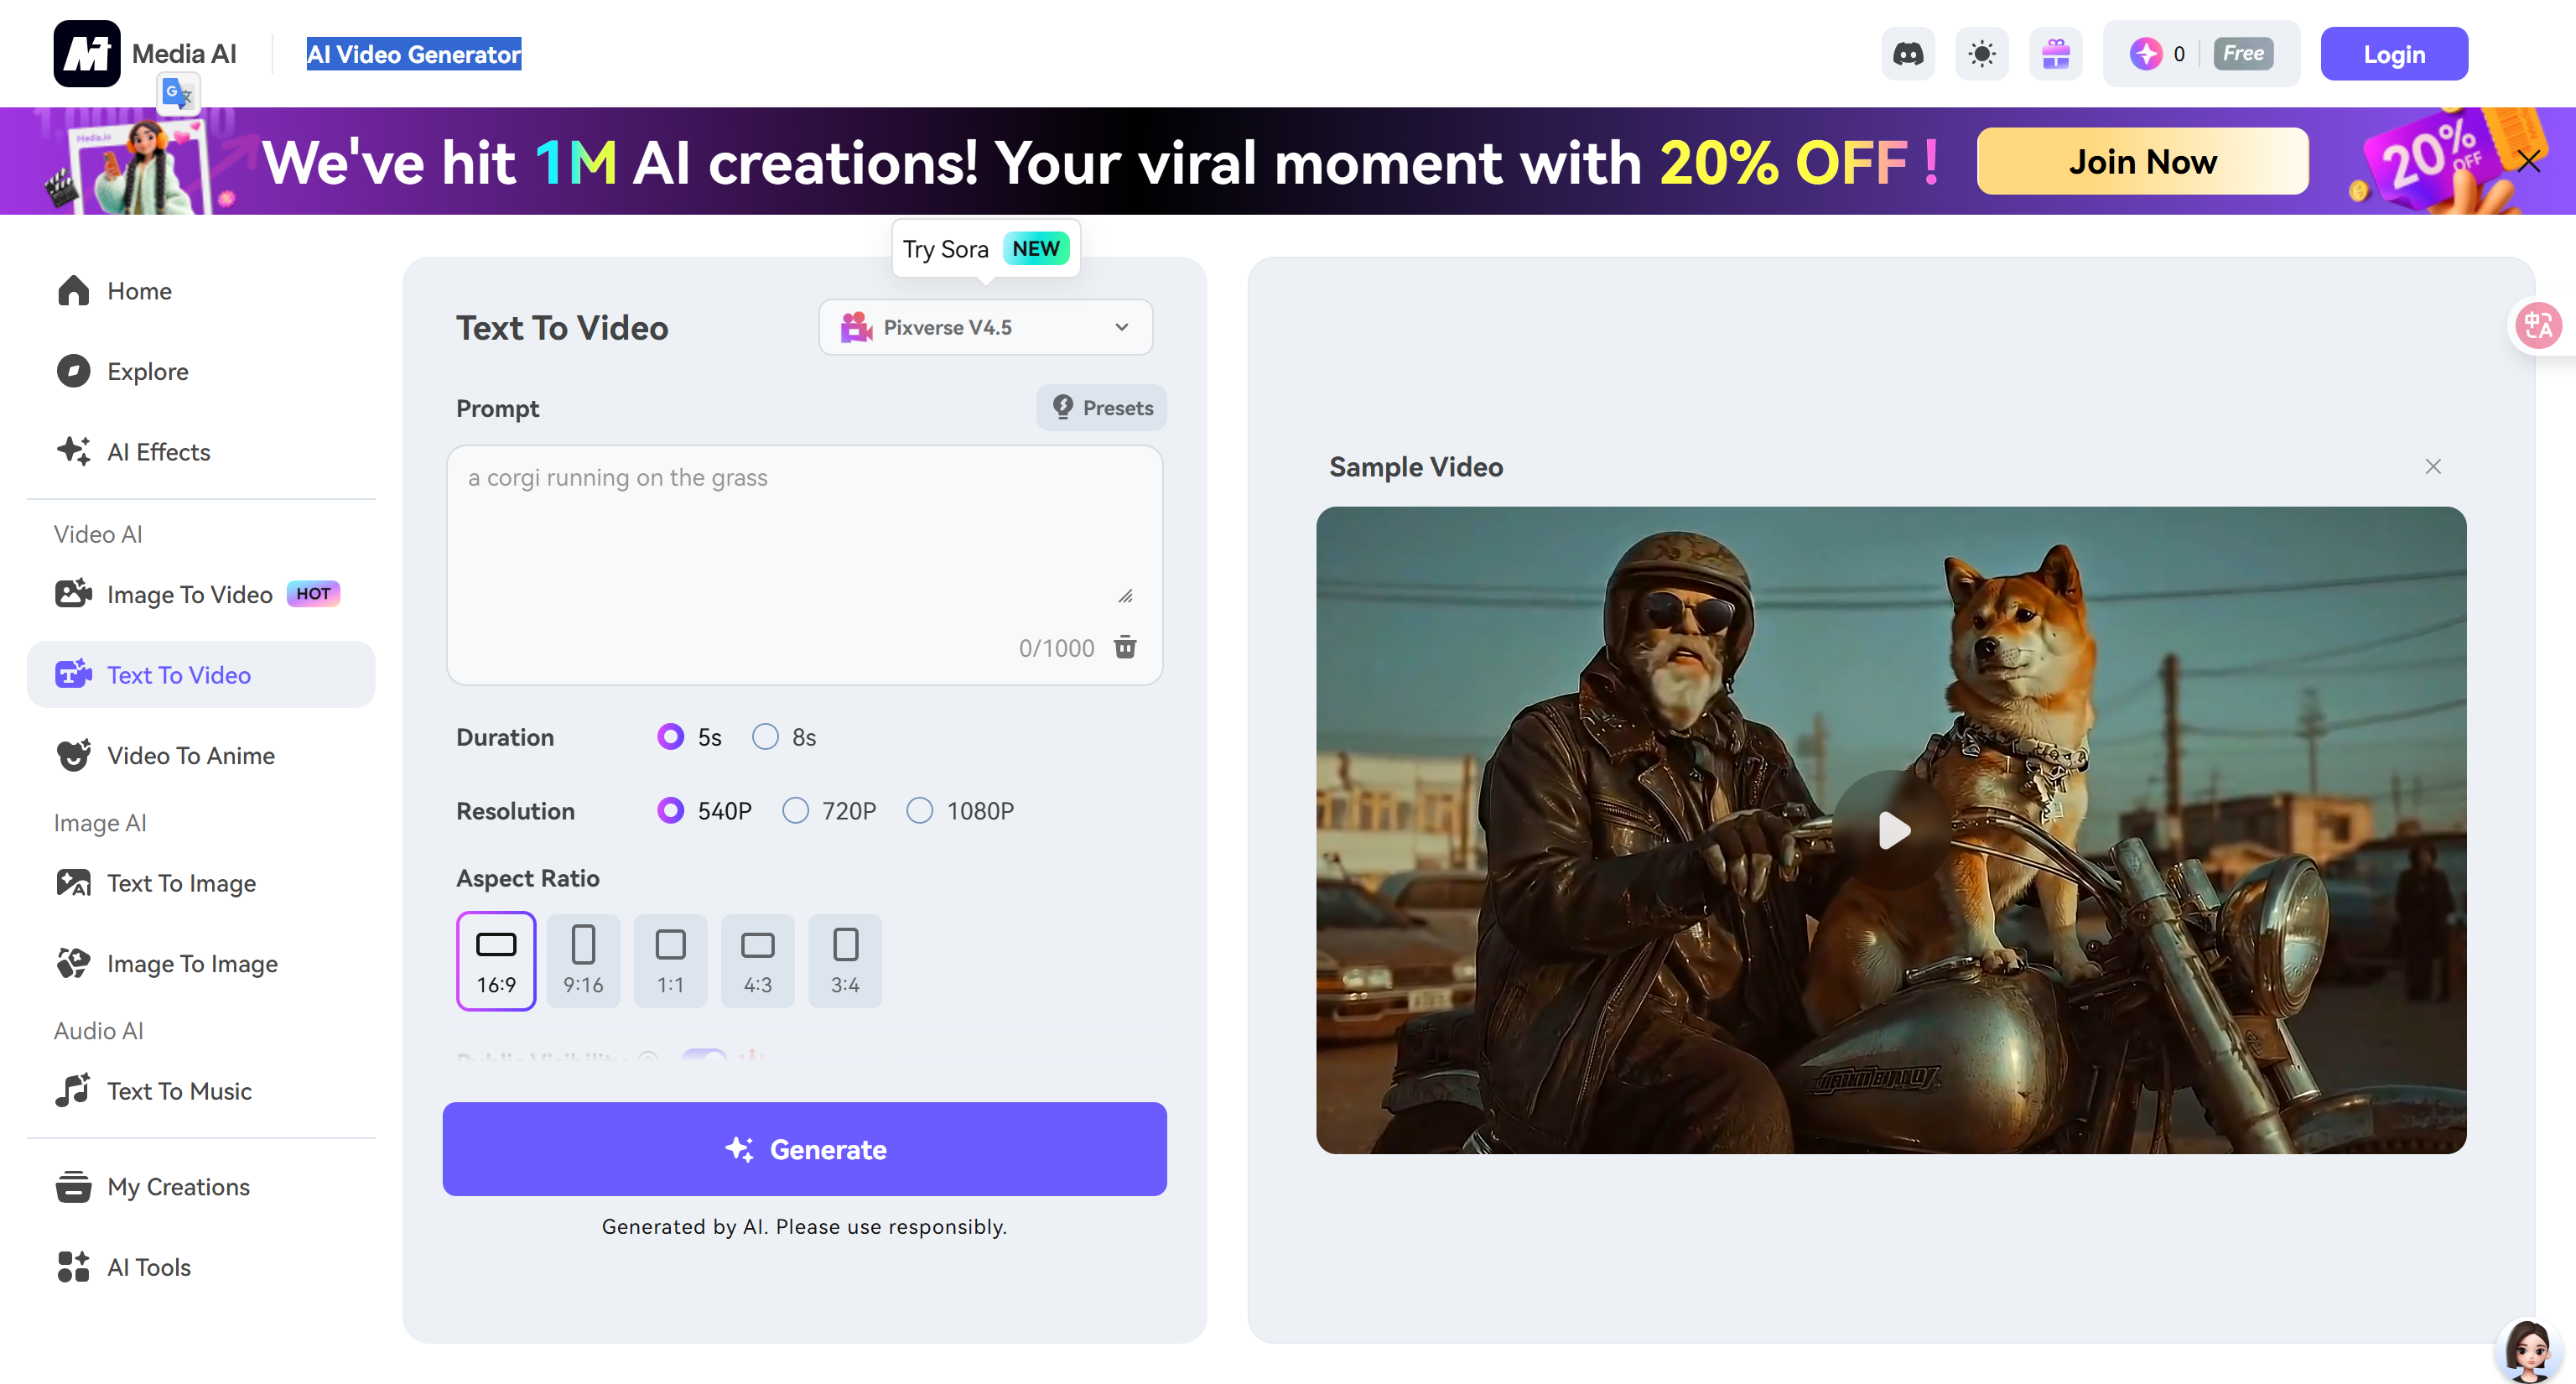 Media AI
AI Video Generator
0
Free
Login
Media.io
We've hit 1M AI creations! Your viral moment with 20% OFF !
Join Now
20% OFF
Try Sora NEW
Home
Explore
AI Effects
Video AI
Image To Video HOT
Text To Video
Video To Anime
Image AI
Text To Image
Image To Image
Audio AI
Text To Music
My Creations
AI Tools
Text To Video
Pixverse V4.5
Prompt
Presets
a corgi running on the grass
0/1000
Duration 5s 8s
Resolution 540P 720P 1080P
Aspect Ratio
16:9 9:16 1:1 4:3 3:4
Public Visibility
Generate
Generated by AI. Please use responsibly.
Sample Video